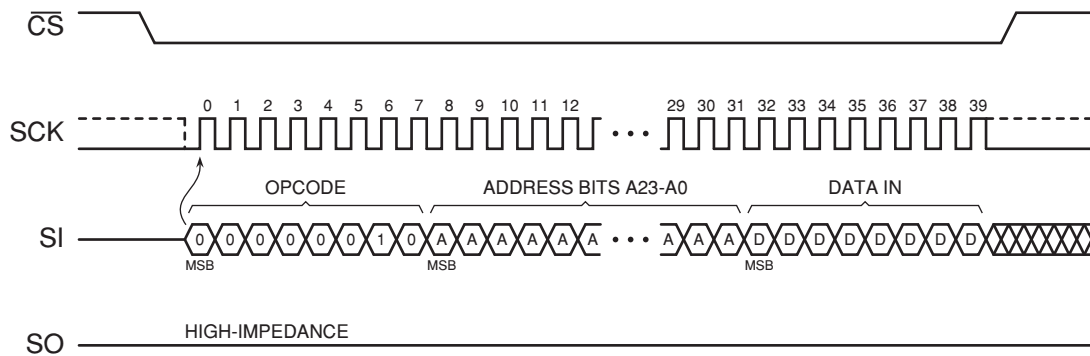 CS
0 1 2 3 4 5 6 7 8 9 10 11 12 29 30 31 32 33 34 35 36 37 38 39
SCK
OPCODE ADDRESS BITS A23-A0 DATA IN
SI 0 0 0 0 0 0 1 0 A A A A A A A A A D D D D D D D D
MSB MSB MSB
HIGH-IMPEDANCE
SO